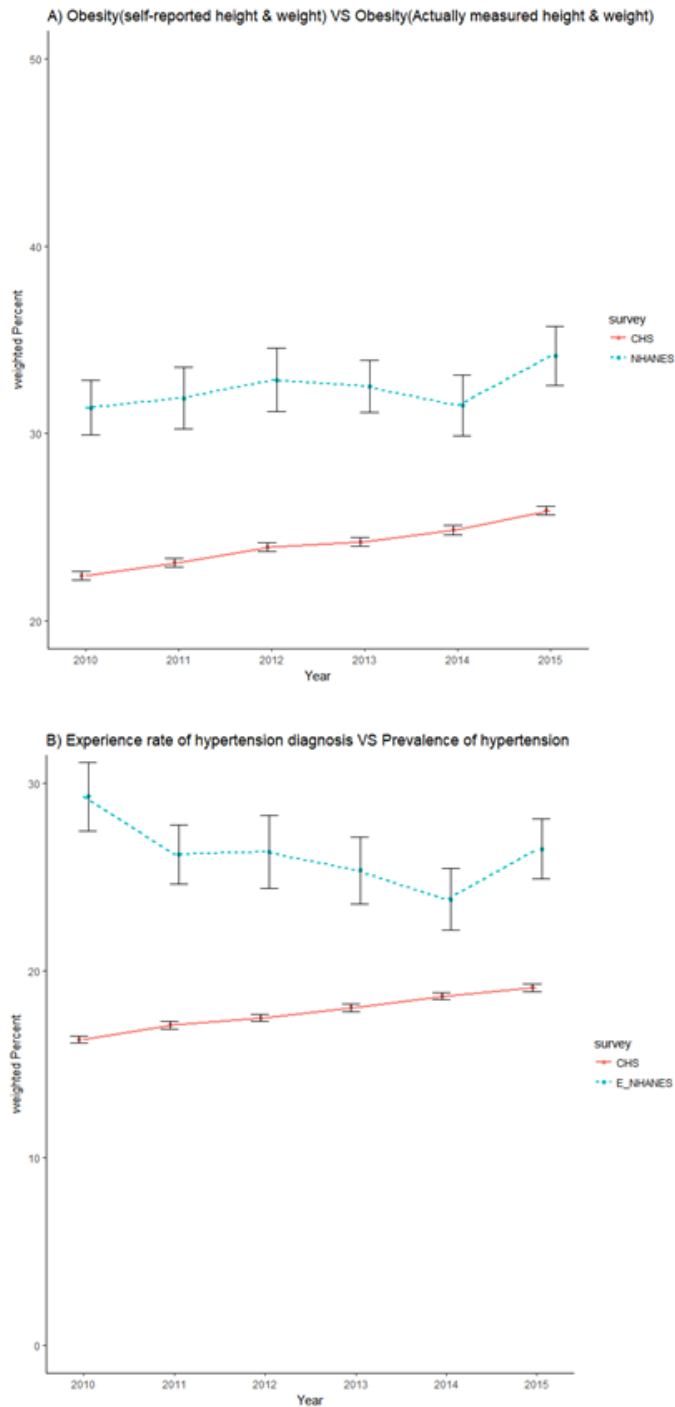 A) Obesity(self-reported height & weight) VS Obesity(Actually measured height & weight)
50
40
30
20
weighted Percent
2010 2011 2012 2013 2014 2015
Year
survey
CHS
NHANES
B) Experience rate of hypertension diagnosis VS Prevalence of hypertension
30
20
10
0
weighted Percent
2010 2011 2012 2013 2014 2015
Year
survey
CHS
E_NHANES